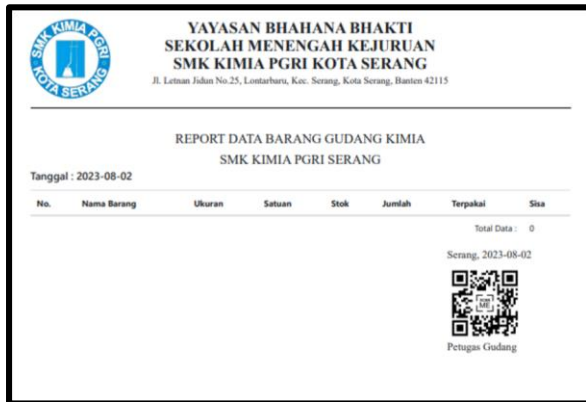 SMK KIMIA PGRI
KOTA SERANG
YAYASAN BHAHANA BHAKTI
SEKOLAH MENENGAH KEJURUAN
SMK KIMIA PGRI KOTA SERANG
Jl. Letnan Jidun No.25, Lontarbaru, Kec. Serang, Kota Serang, Banten 42115
REPORT DATA BARANG GUDANG KIMIA
SMK KIMIA PGRI SERANG
Tanggal : 2023-08-02
No. Nama Barang Ukuran Satuan Stok Jumlah Terpakai Sisa
Total Data : 0
Serang, 2023-08-02
ME
Petugas Gudang